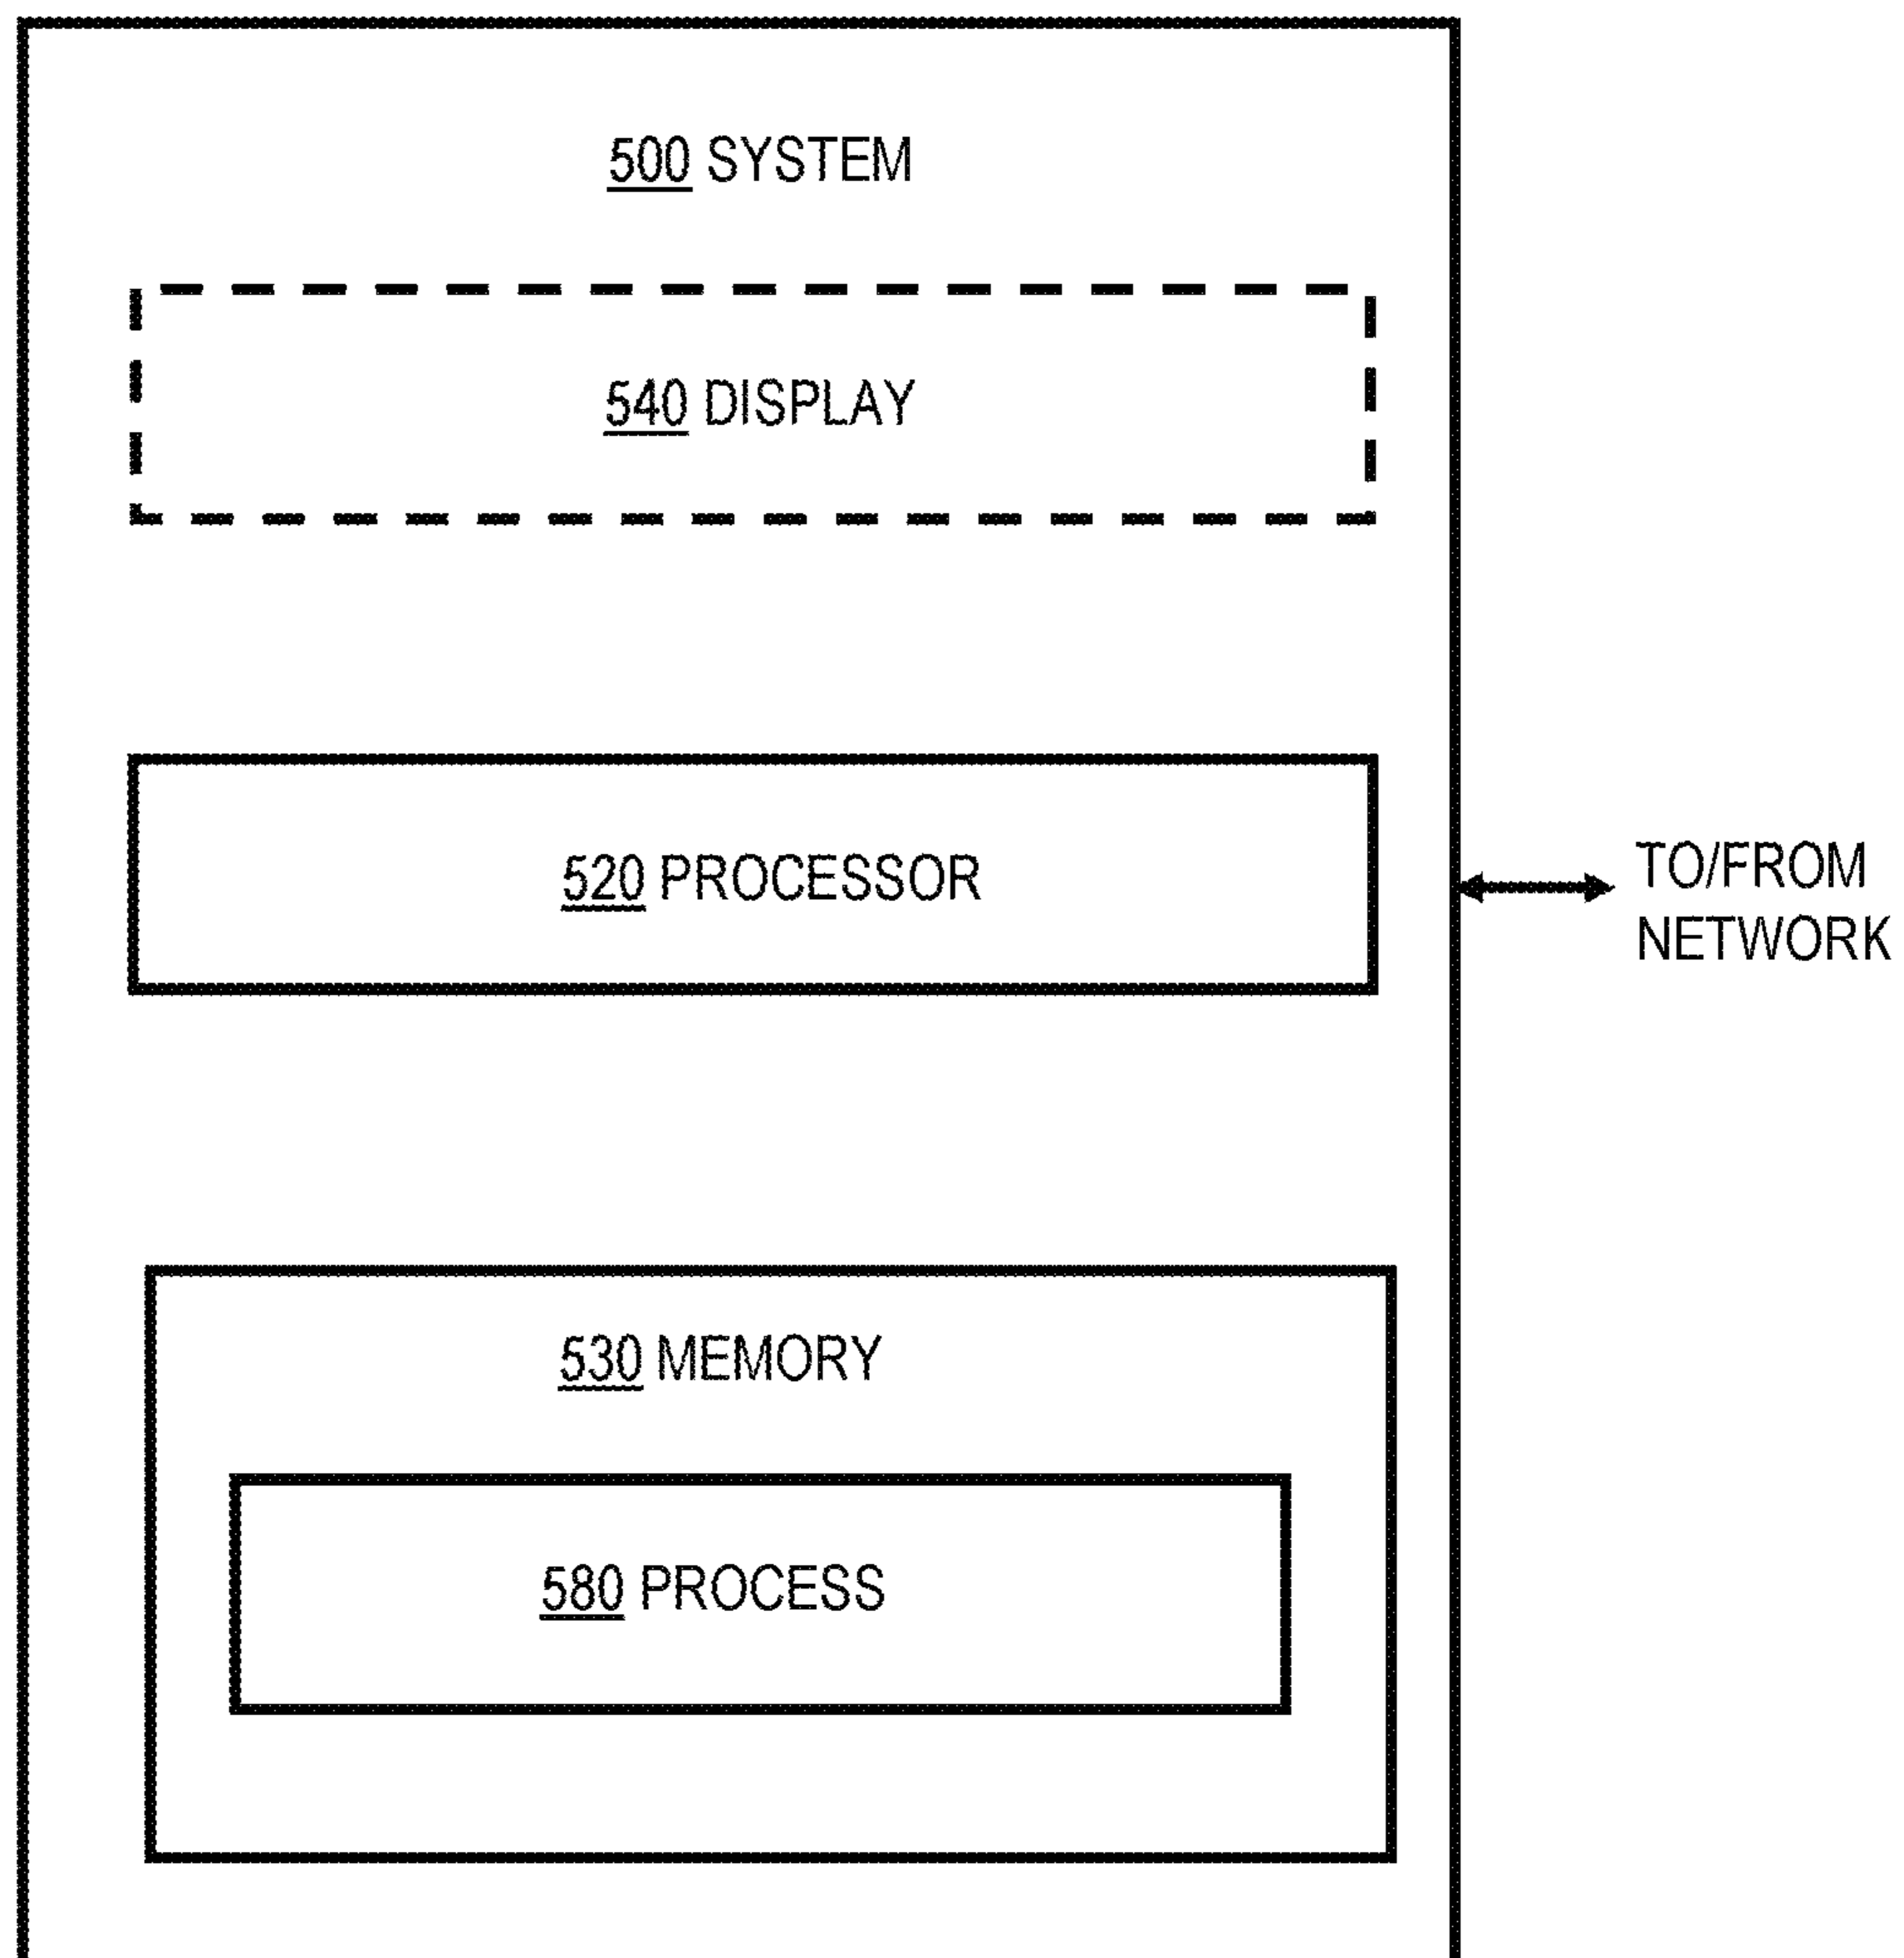 500 SYSTEM
540 DISPLAY
520 PROCESSOR
TO/FROM
NETWORK
530 MEMORY
580 PROCESS